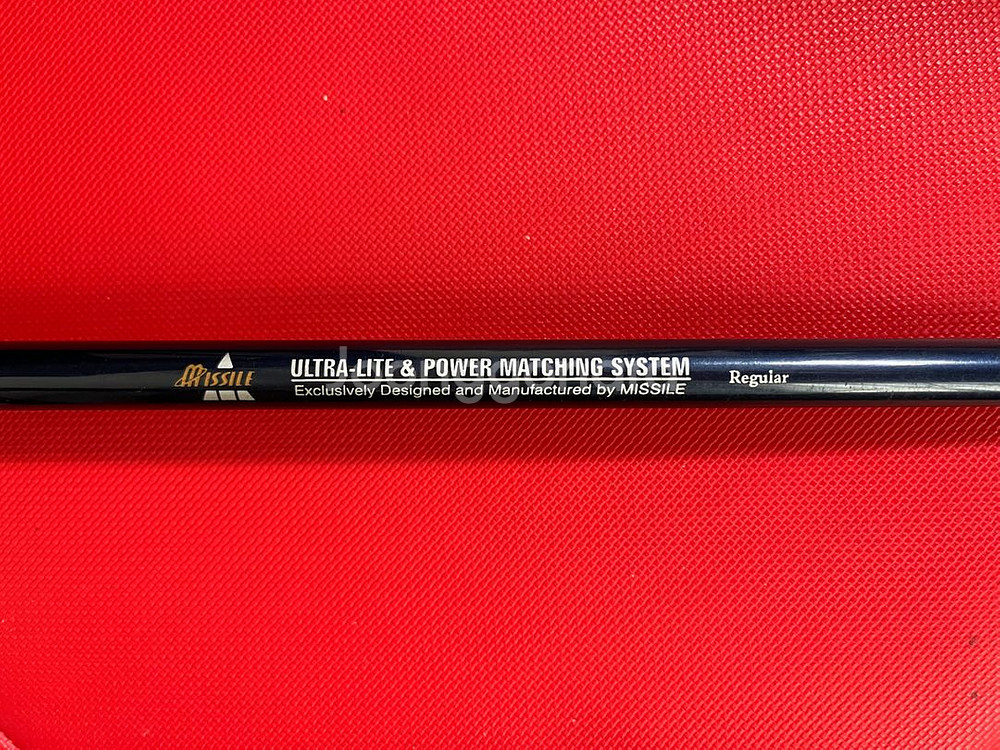 MISSILE
ULTRA-LITE & POWER MATCHING SYSTEM
Exclusively Designed and Manufactured by MISSILE
Regular